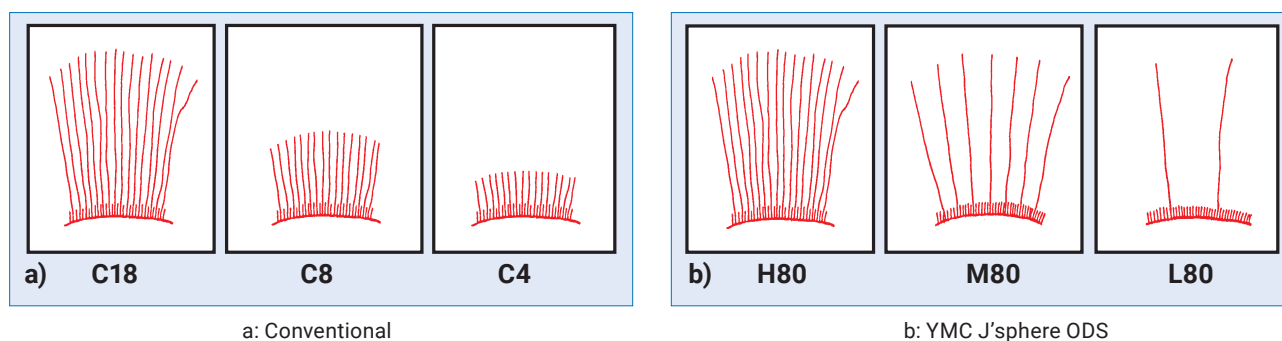 a) C18 C8 C4
b) H80 M80 L80
a: Conventional
b: YMC J’sphere ODS